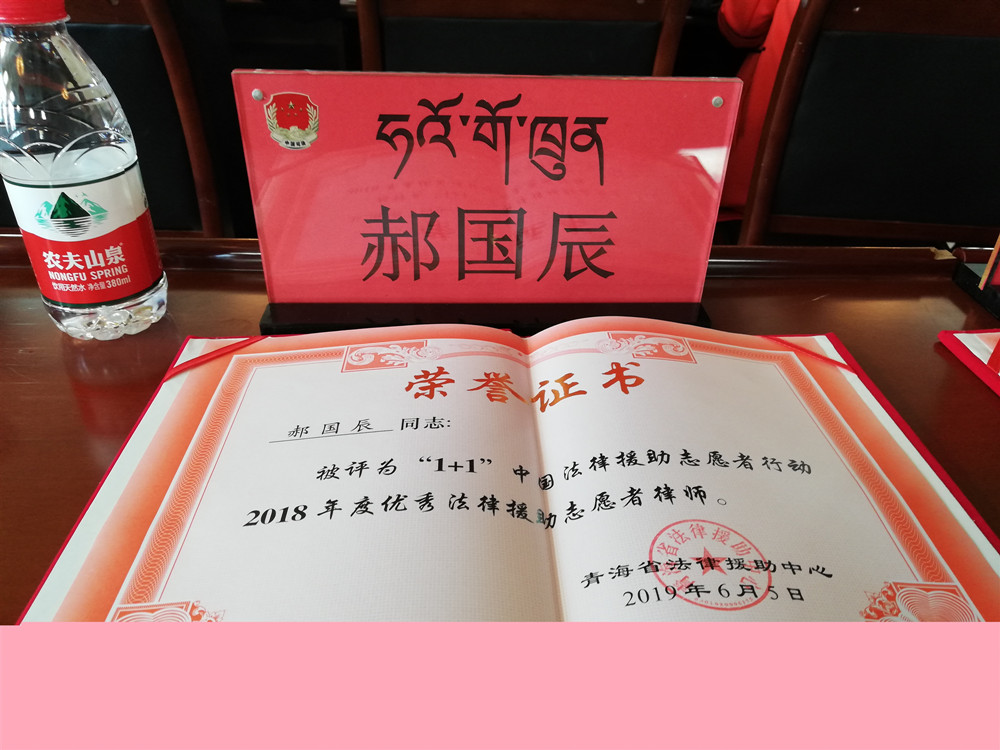 ཧའོ་གོ་ཁྲུན
郝国辰
农夫山泉
NONGFU SPRING
饮用天然水 净含量380ml
荣誉证书
郝国辰 同志:
被评为“1+1”中国法律援助志愿者行动
2018年度优秀法律援助志愿者律师。
青海省法律援助中心
2019年6月5日